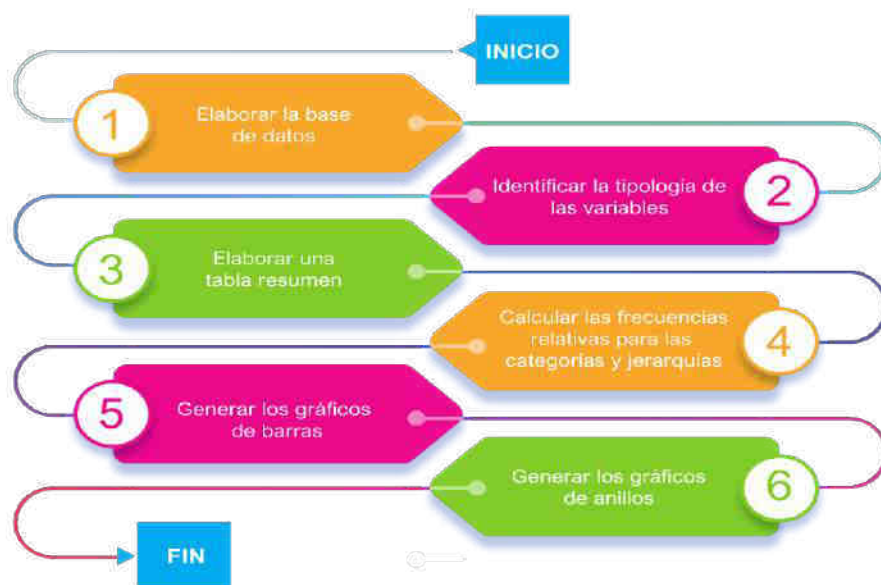 INICIO
1
Elaborar la base
de datos
2
Identificar la tipología de
las variables
3
Elaborar una
tabla resumen
4
Calcular las frecuencias
relativas para las
categorías y jerarquías
5
Generar los gráficos
de barras
6
Generar los gráficos
de anillos
FIN